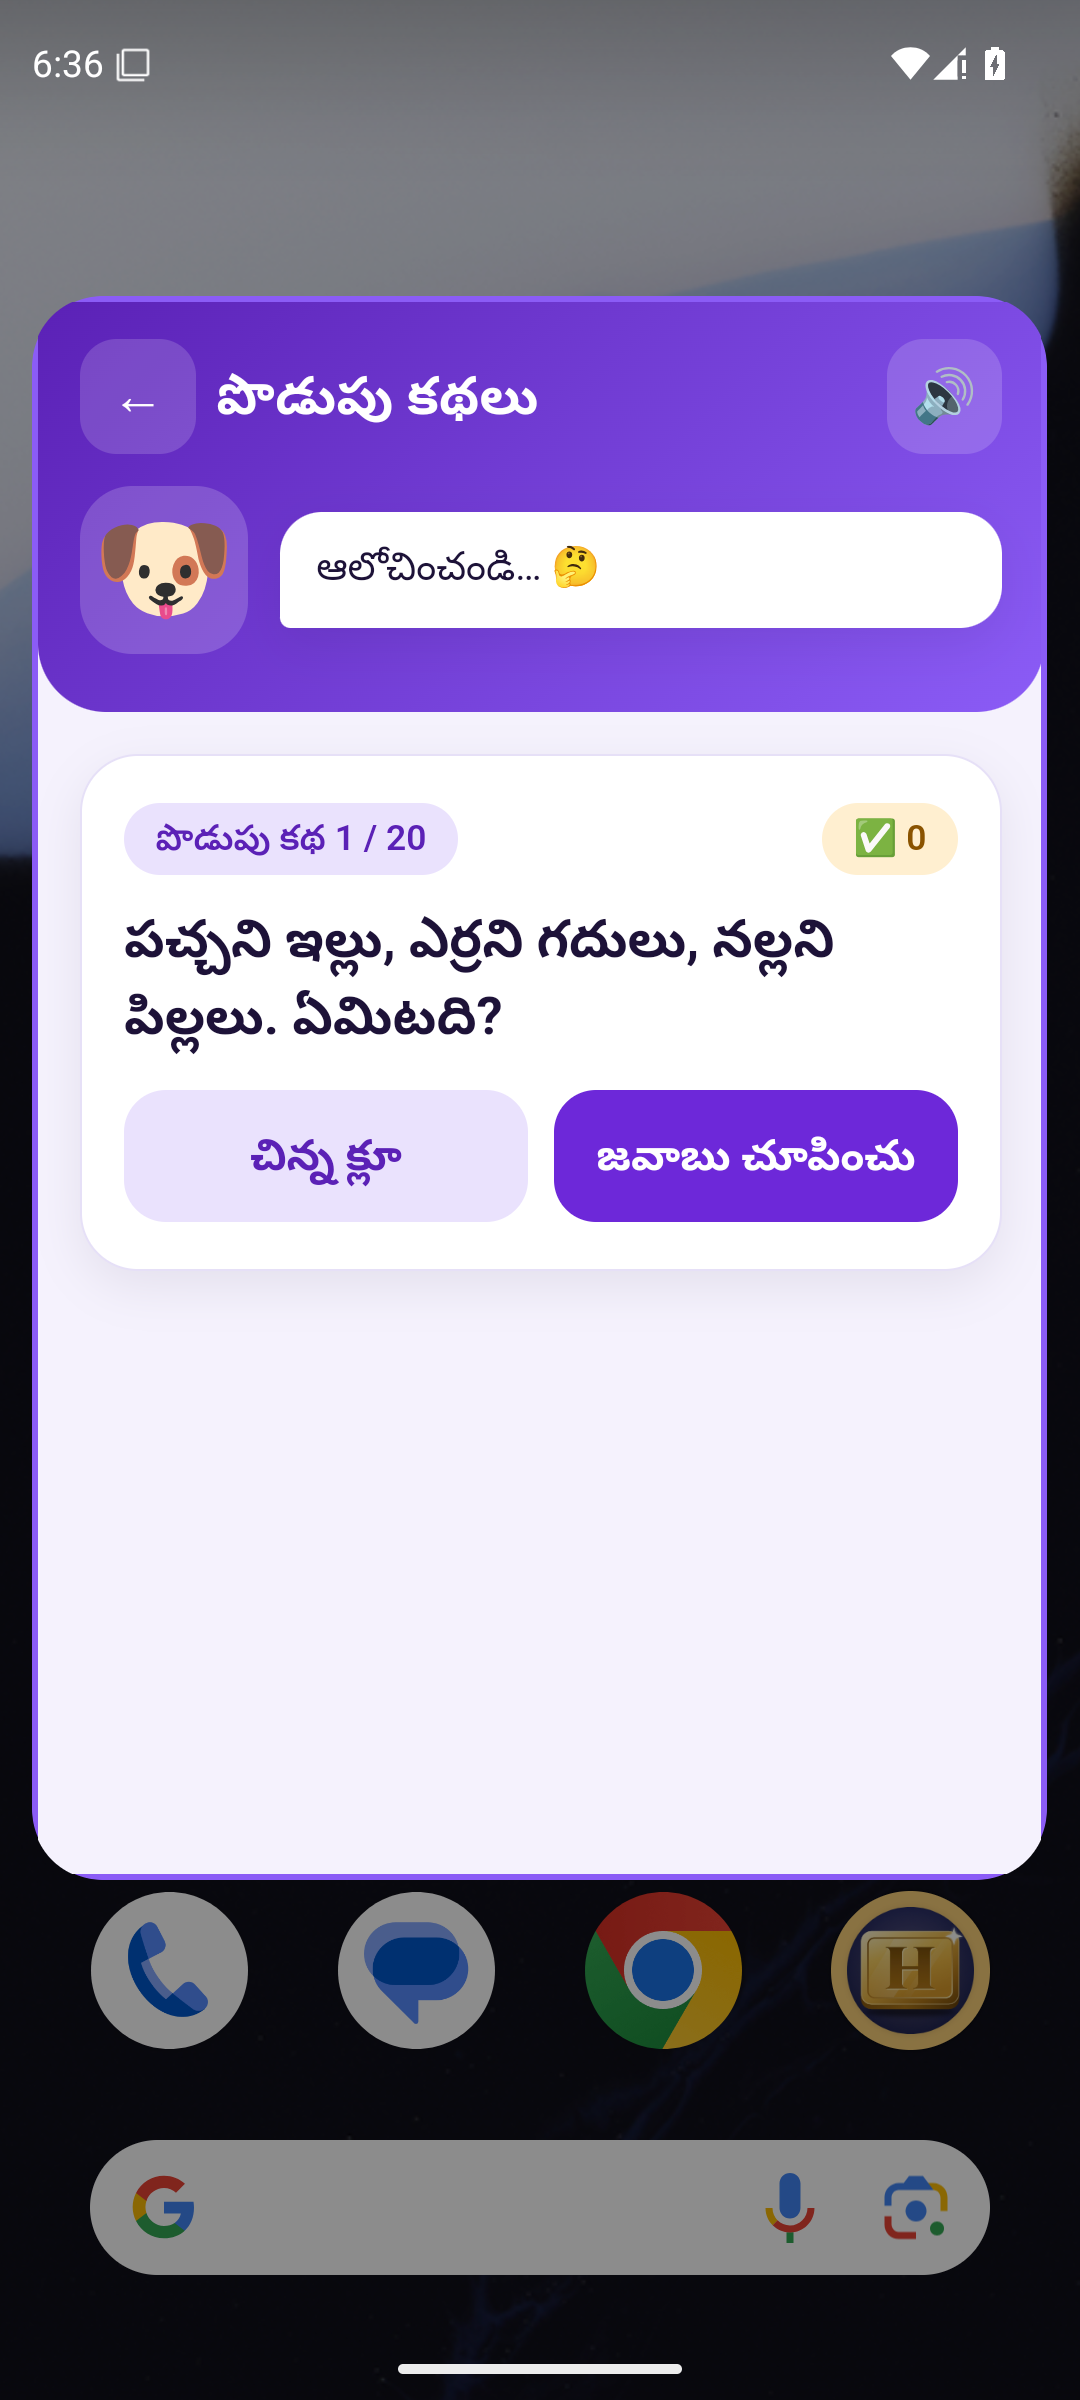 6:36
← పొడుపు కథలు
ఆలోచించండి... 🤔
పొడుపు కథ 1 / 20
✅ 0
పచ్చని ఇల్లు, ఎర్రని గదులు, నల్లని
పిల్లలు. ఏమిటది?
చిన్న క్లూ
జవాబు చూపించు
H